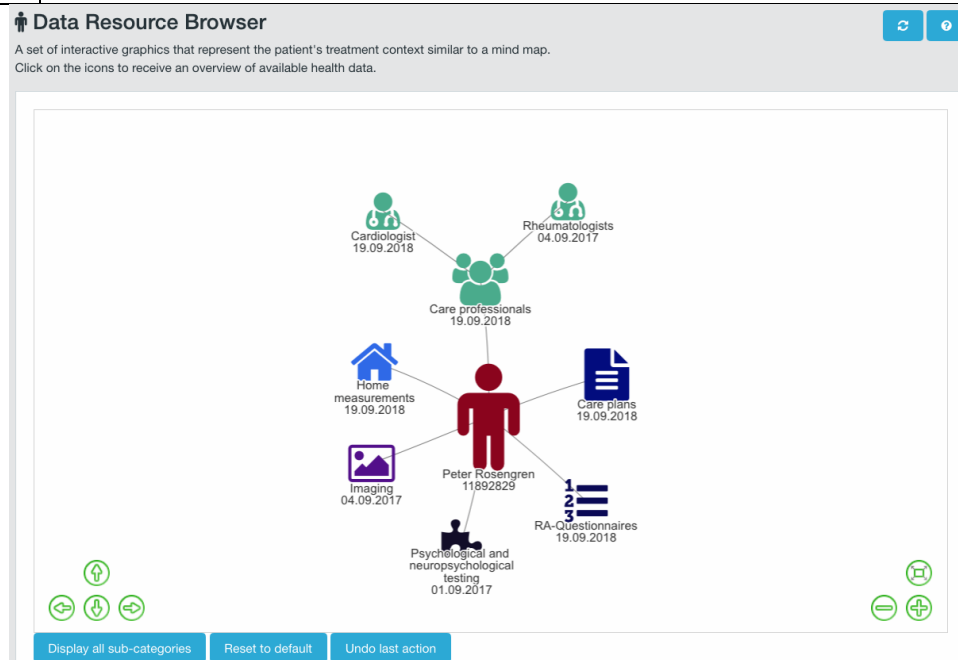 Data Resource Browser
A set of interactive graphics that represent the patient's treatment context similar to a mind map.
Click on the icons to receive an overview of available health data.
Cardiologist
19.09.2018
Rheumatologists
04.09.2017
Care professionals
19.09.2018
Home
measurements
19.09.2018
Care plans
19.09.2018
Imaging
04.09.2017
Peter Rosengren
11892829
1
2
3
RA-Questionnaires
19.09.2018
Psychological and
neuropsychological
testing
01.09.2017
Display all sub-categories
Reset to default
Undo last action